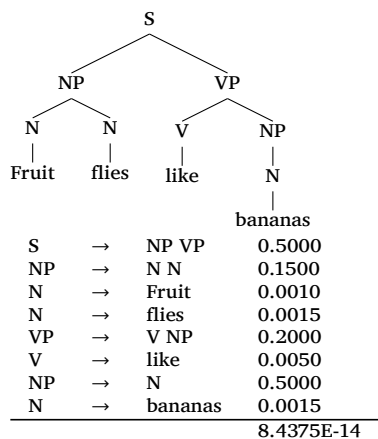 S
NP VP
N N V NP
Fruit flies like N
bananas
S → NP VP 0.5000
NP → N N 0.1500
N → Fruit 0.0010
N → flies 0.0015
VP → V NP 0.2000
V → like 0.0050
NP → N 0.5000
N → bananas 0.0015
8.4375E-14